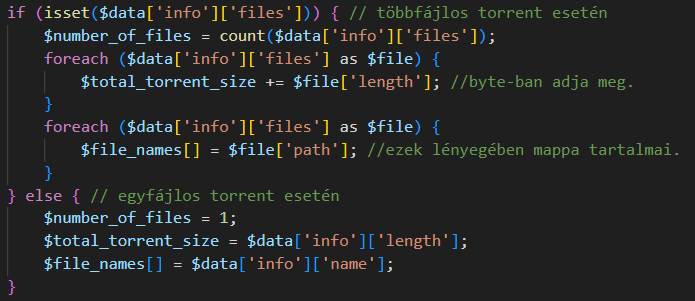 if (isset($data['info']['files'])) { // többfájlos torrent esetén
    $number_of_files = count($data['info']['files']);
    foreach ($data['info']['files'] as $file) {
        $total_torrent_size += $file['length']; //byte-ban adja meg.
    }
    foreach ($data['info']['files'] as $file) {
        $file_names[] = $file['path']; //ezek lényegében mappa tartalmai.
    }
} else { // egyfájlos torrent esetén
    $number_of_files = 1;
    $total_torrent_size = $data['info']['length'];
    $file_names[] = $data['info']['name'];
}